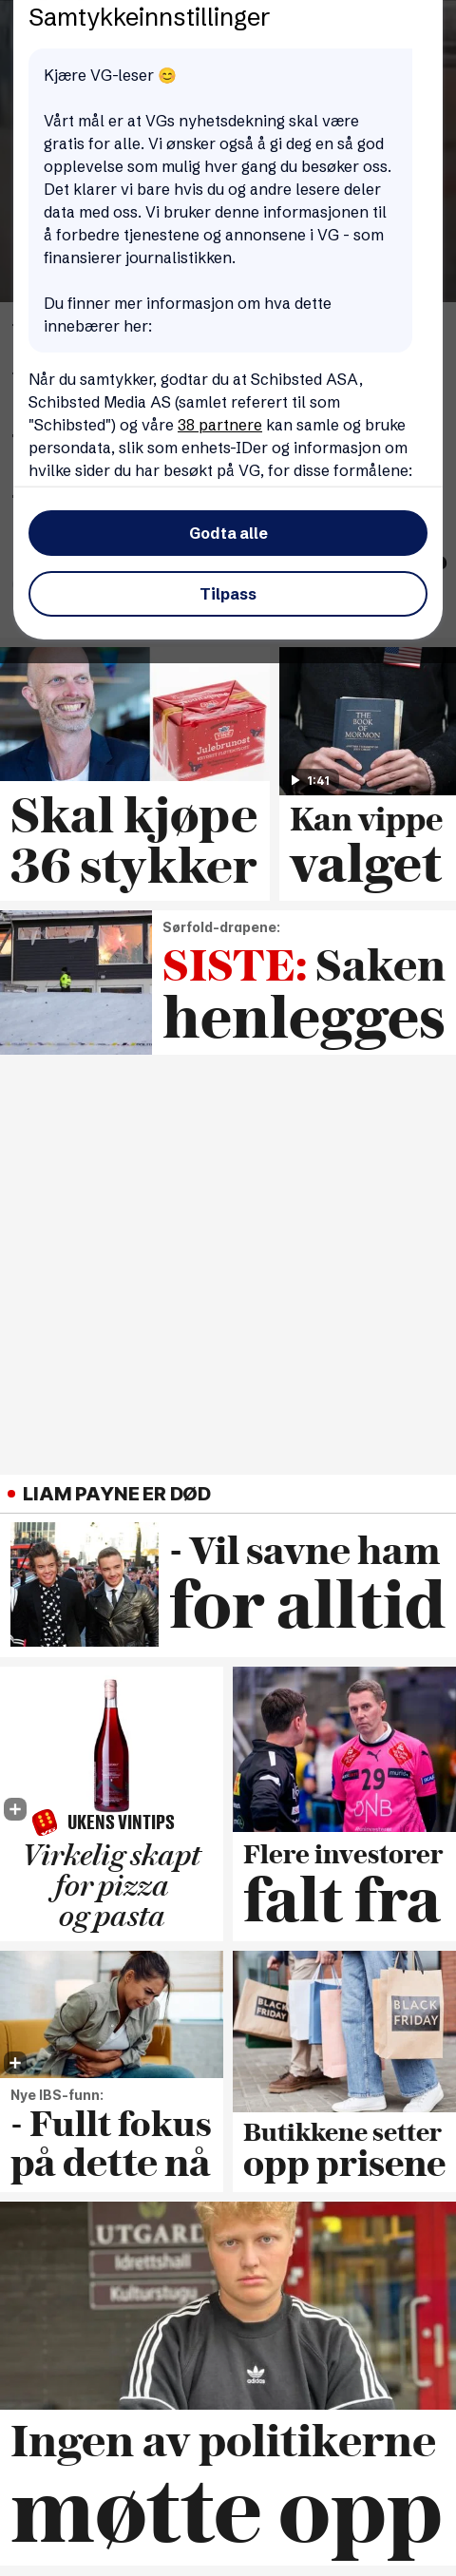 Samtykkeinnstillinger
Kjære VG-leser 😊
Vårt mål er at VGs nyhetsdekning skal være
gratis for alle. Vi ønsker også å gi deg en så god
opplevelse som mulig hver gang du besøker oss.
Det klarer vi bare hvis du og andre lesere deler
data med oss. Vi bruker denne informasjonen til
å forbedre tjenestene og annonsene i VG - som
finansierer journalistikken.
Du finner mer informasjon om hva dette
innebærer her:
Når du samtykker, godtar du at Schibsted ASA,
Schibsted Media AS (samlet referert til som
"Schibsted") og våre 38 partnere kan samle og bruke
persondata, slik som enhets-IDer og informasjon om
hvilke sider du har besøkt på VG, for disse formålene:
Godta alle
Tilpass
Julebrunost
Skal kjøpe
36 stykker
THE BOOK
OF
MORMON
1:41
Kan vippe
valget
Sørfold-drapene:
SISTE: Saken
henlegges
LIAM PAYNE ER DØD
- Vil savne ham
for alltid
UKENS VINTIPS
Virkelig skapt
for pizza
og pasta
29
DNB
Flere investorer
falt fra
Nye IBS-funn:
- Fullt fokus
på dette nå
BLACK
FRIDAY
BLACK
FRIDAY
Butikkene setter
opp prisene
UTGARD
Idrettshall
Kulturstugu
adidas
Ingen av politikerne
møtte opp